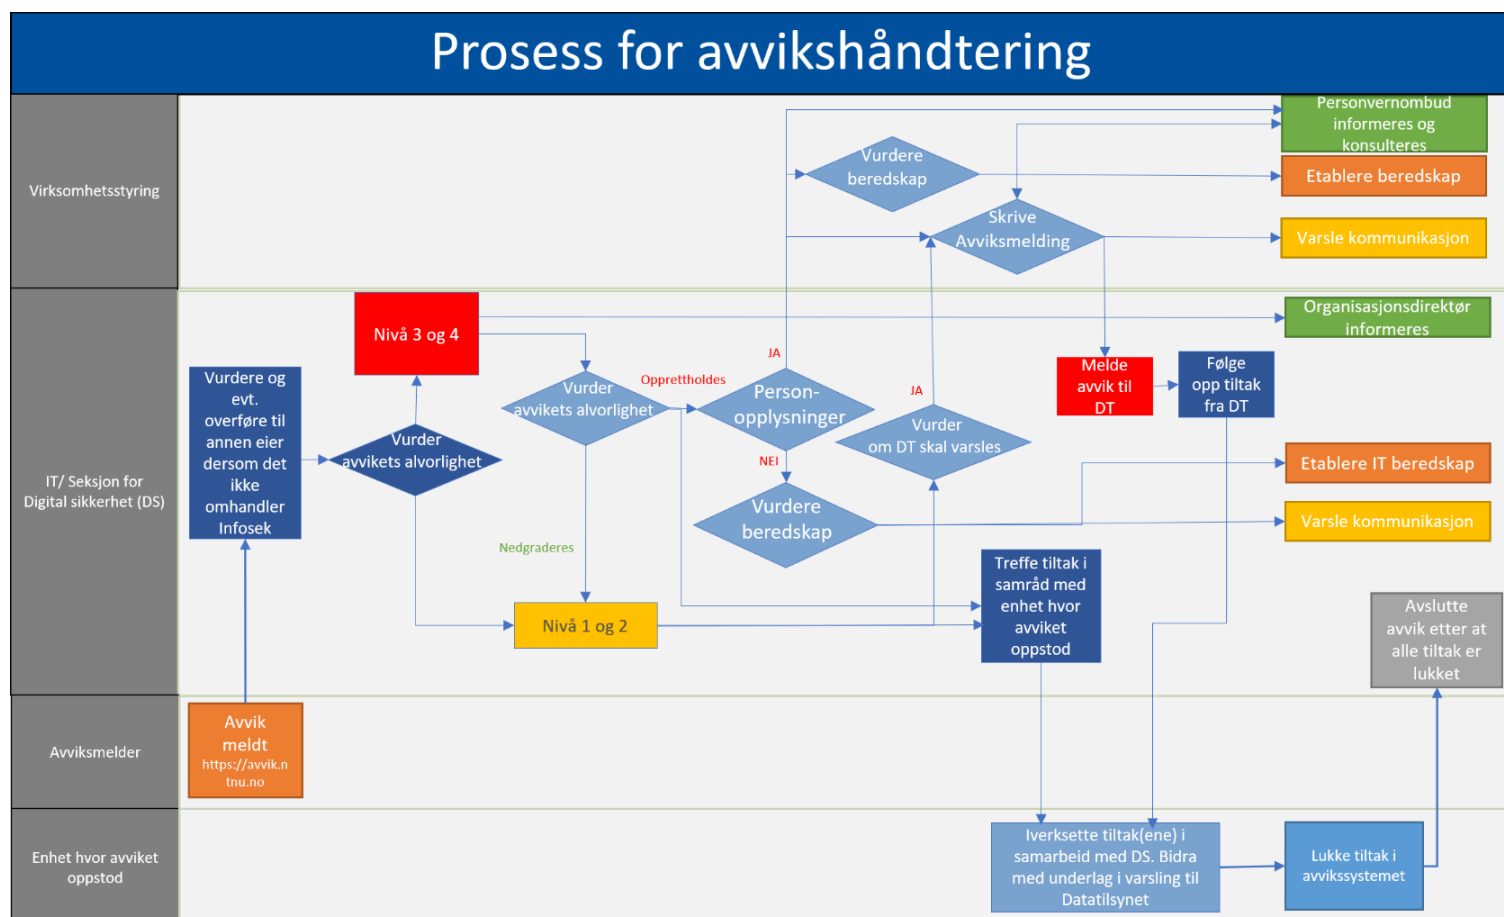 Prosess for avvikshåndtering
Virksomhetsstyring
Vurdere
beredskap
Skrive
Avviksmelding
Personvernombud
informeres og
konsulteres
Etablere beredskap
Varsle kommunikasjon
IT/ Seksjon for
Digital sikkerhet (DS)
Vurdere og
evt.
overføre til
annen eier
dersom det
ikke
omhandler
Infosek
Nivå 3 og 4
Vurder
avvikets alvorlighet
Vurder
avvikets alvorlighet
Opprettholdes
Nedgraderes
Nivå 1 og 2
JA
Person-
opplysninger
NEI
Vurdere
beredskap
JA
Vurder
om DT skal varsles
Treffe tiltak i
samråd med
enhet hvor
avviket
oppstod
Melde
avvik til
DT
Følge
opp tiltak
fra DT
Organisasjonsdirektør
informeres
Etablere IT beredskap
Varsle kommunikasjon
Avslutte
avvik etter at
alle tiltak er
lukket
Avviksmelder
Avvik
meldt
https://avvik.n
tnu.no
Enhet hvor avviket
oppstod
Iverksette tiltak(ene) i
samarbeid med DS. Bidra
med underlag i varsling til
Datatilsynet
Lukke tiltak i
avvikssystemet